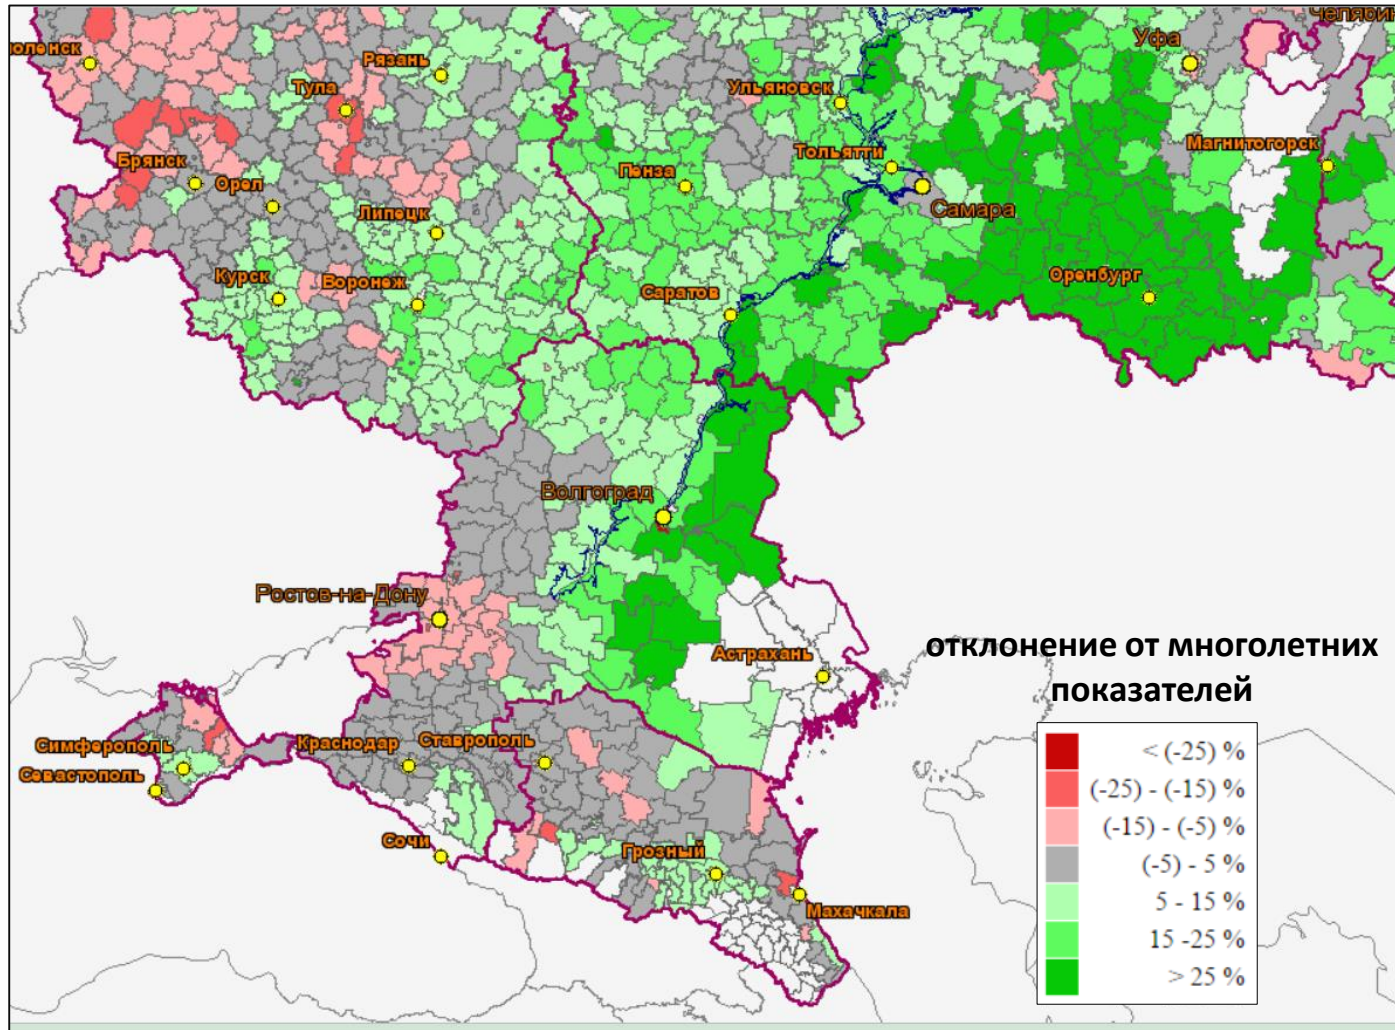 челябин
Уфа
моленск
Рязань
Тула
Ульяновск
Магнитогорск
Тольятти
Брянск
Пенза
Орел
Самара
Липецк
Курск
Воронеж
Оренбург
Саратов
Волгоград
Ростов-на-Дону
Астрахань
Симферополь
Севастополь
Краснодар
Ставрополь
Сочи
Грозный
Махачкала
отклонение от многолетних
показателей
< (-25) %
(-25) - (-15) %
(-15) - (-5) %
(-5) - 5 %
5 - 15 %
15 -25 %
> 25 %